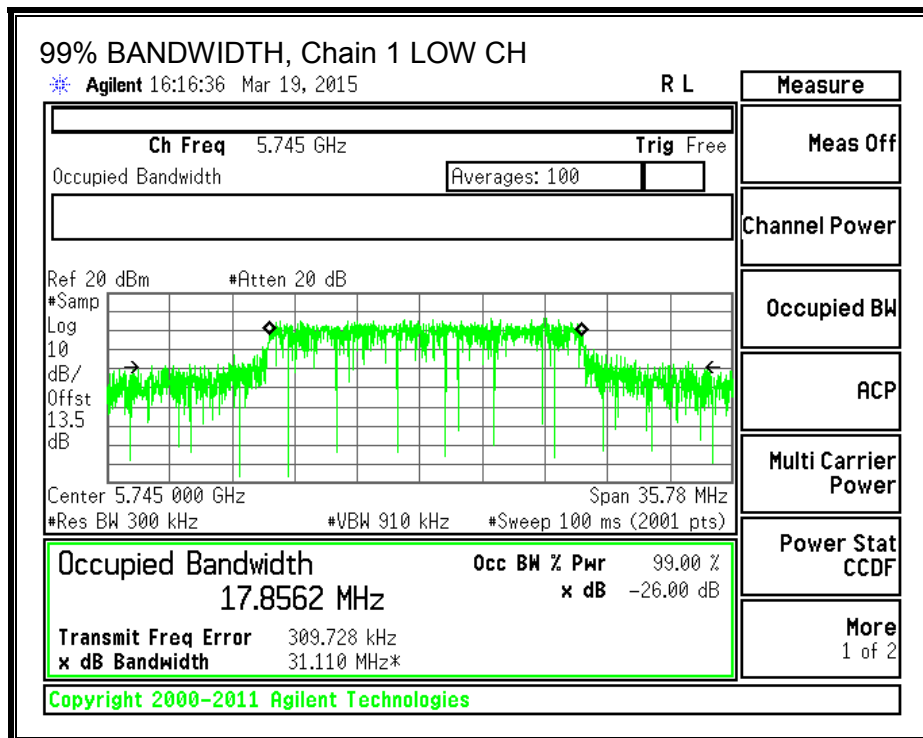 99% BANDWIDTH, Chain 1 LOW CH
Agilent 16:16:36 Mar 19, 2015 R L
Measure
Ch Freq 5.745 GHz Trig Free
Occupied Bandwidth Averages: 100
Ref 20 dBm #Atten 20 dB
#Samp
Log
10
dB/
Offst
13.5
dB
Center 5.745 000 GHz Span 35.78 MHz
#Res BW 300 kHz #VBW 910 kHz #Sweep 100 ms (2001 pts)
Occupied Bandwidth Occ BW % Pwr 99.00 %
17.8562 MHz x dB -26.00 dB
Transmit Freq Error 309.728 kHz
x dB Bandwidth 31.110 MHz*
Meas Off
Channel Power
Occupied BW
ACP
Multi Carrier
Power
Power Stat
CCDF
More
1 of 2
Copyright 2000-2011 Agilent Technologies